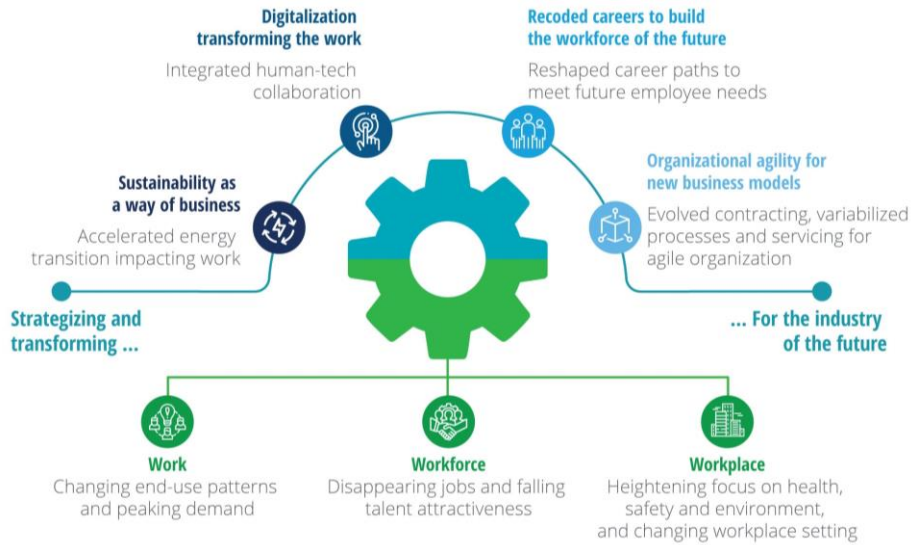 Digitalization
transforming the work
Integrated human-tech
collaboration
Recoded careers to build
the workforce of the future
Reshaped career paths to
meet future employee needs
Sustainability as
a way of business
Accelerated energy
transition impacting work
Organizational agility for
new business models
Evolved contracting, variabilized
processes and servicing for
agile organization
Strategizing and
transforming ...
... For the industry
of the future
Work
Changing end-use patterns
and peaking demand
Workforce
Disappearing jobs and falling
talent attractiveness
Workplace
Heightening focus on health,
safety and environment,
and changing workplace setting